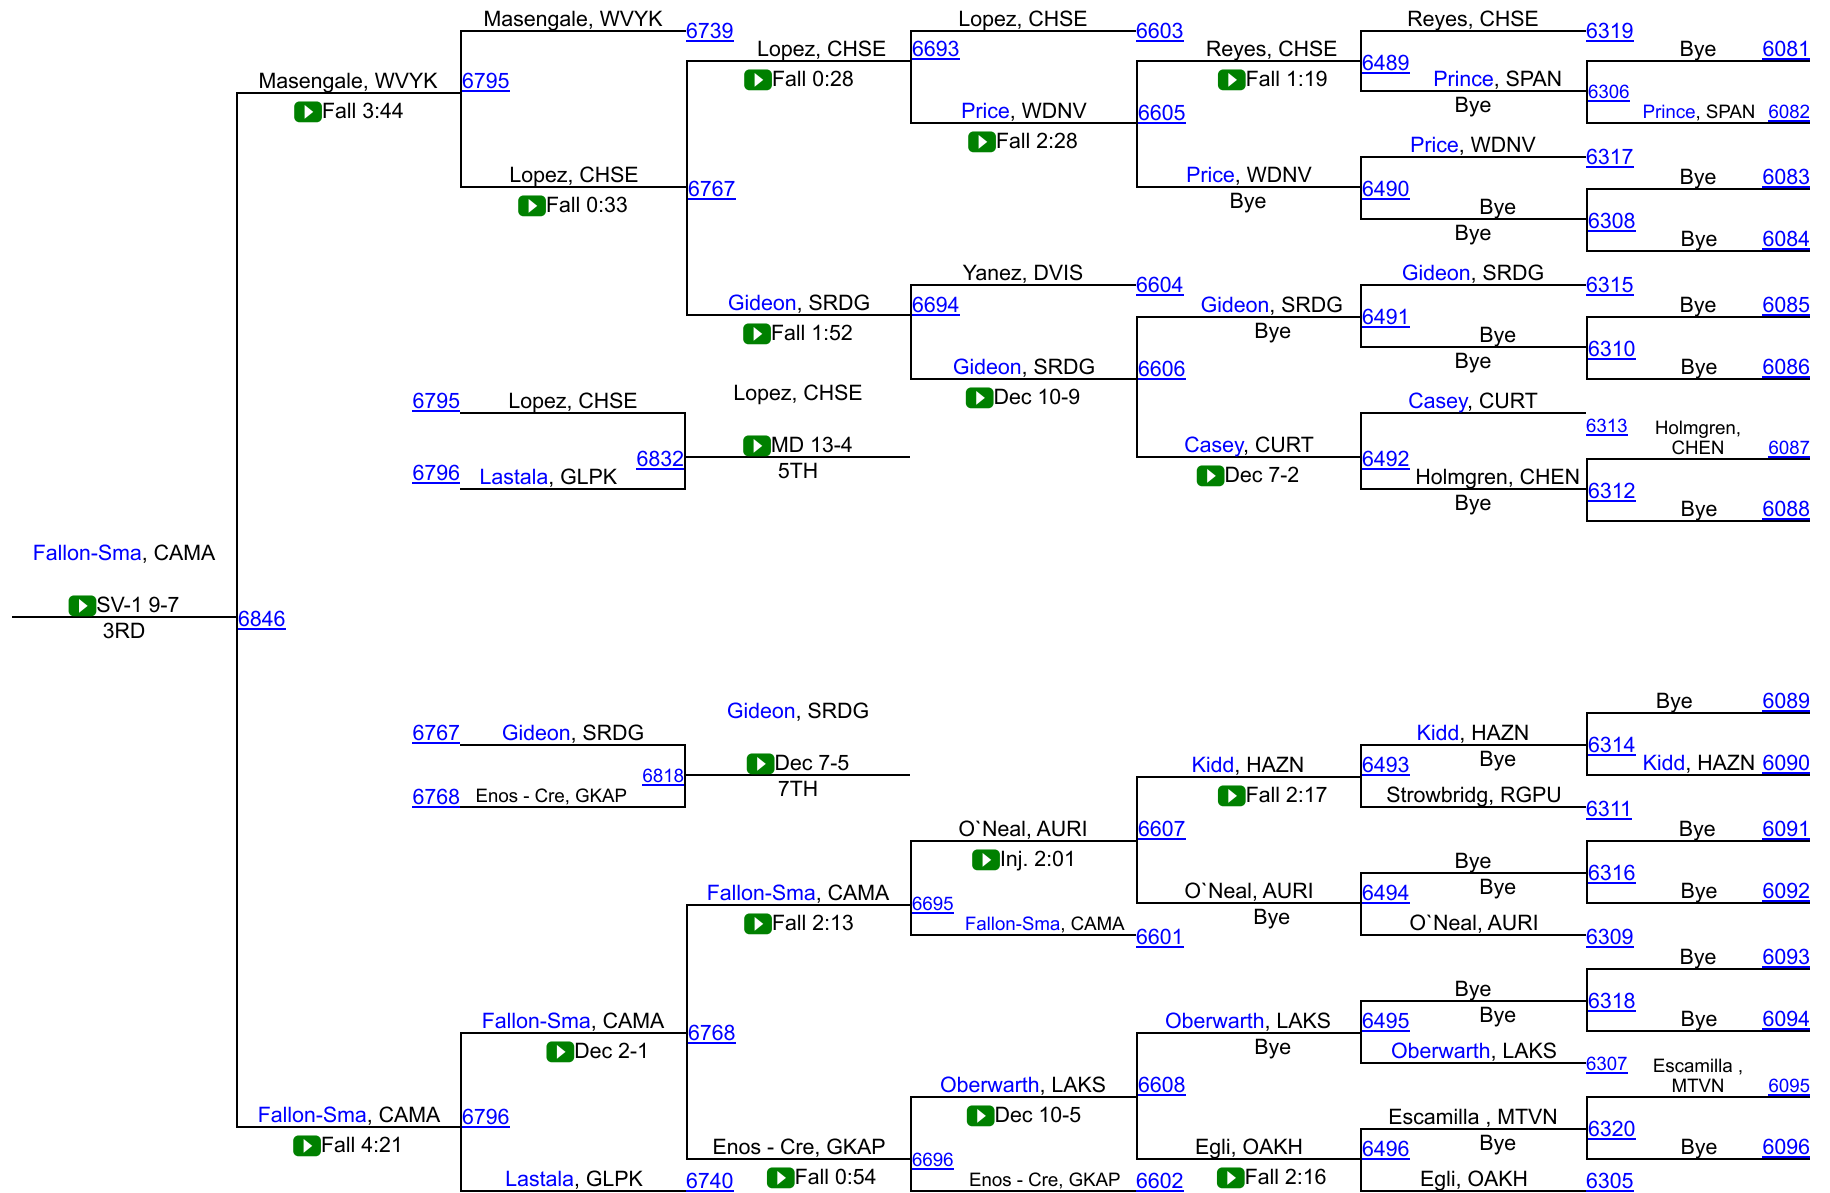 Masengale, WVYK
6739
Lopez, CHSE
6603
Reyes, CHSE
6319
Lopez, CHSE
6693
Reyes, CHSE
Bye
6081
Fall 0:28
6489
Fall 1:19
Prince, SPAN
Masengale, WVYK
6795
6306
Bye
Fall 3:44
Price, WDNV
6605
Prince, SPAN
6082
Fall 2:28
Price, WDNV
6317
Lopez, CHSE
6767
Price, WDNV
6490
Bye
6083
Fall 0:33
Bye
Bye
6308
Bye
Bye
6084
Yanez, DVIS
6604
Gideon, SRDG
6315
Gideon, SRDG
6694
Gideon, SRDG
6491
Bye
6085
Fall 1:52
Bye
Bye
6310
Bye
Gideon, SRDG
6606
Bye
6086
Dec 10-9
6795
Lopez, CHSE
Lopez, CHSE
Casey, CURT
6313
Holmgren,
CHEN
6087
MD 13-4
5TH
6832
Casey, CURT
6492
Dec 7-2
6796
Lastala, GLPK
Holmgren, CHEN
6312
Bye
Bye
6088
Fallon-Sma, CAMA
SV-1 9-7
3RD
6846
Bye
6089
6767
Gideon, SRDG
Gideon, SRDG
Kidd, HAZN
6314
Bye
Dec 7-5
7TH
6818
Kidd, HAZN
6493
Kidd, HAZN
6090
Fall 2:17
6768
Enos - Cre, GKAP
Strowbridg, RGPU
6311
O`Neal, AURI
6607
Bye
6091
Inj. 2:01
Bye
6316
Bye
Fallon-Sma, CAMA
6695
O`Neal, AURI
6494
Bye
6092
Fall 2:13
Bye
Fallon-Sma, CAMA
6601
O`Neal, AURI
6309
Bye
6093
Bye
6318
Bye
Fallon-Sma, CAMA
6768
Oberwarth, LAKS
6495
Bye
6094
Dec 2-1
Bye
Oberwarth, LAKS
6307
Escamilla ,
MTVN
6095
Oberwarth, LAKS
6608
Dec 10-5
Fallon-Sma, CAMA
6796
Escamilla , MTVN
6320
Bye
Fall 4:21
Enos - Cre, GKAP
6696
Egli, OAKH
6496
Bye
6096
Fall 0:54
Fall 2:16
Lastala, GLPK
6740
Enos - Cre, GKAP
6602
Egli, OAKH
6305